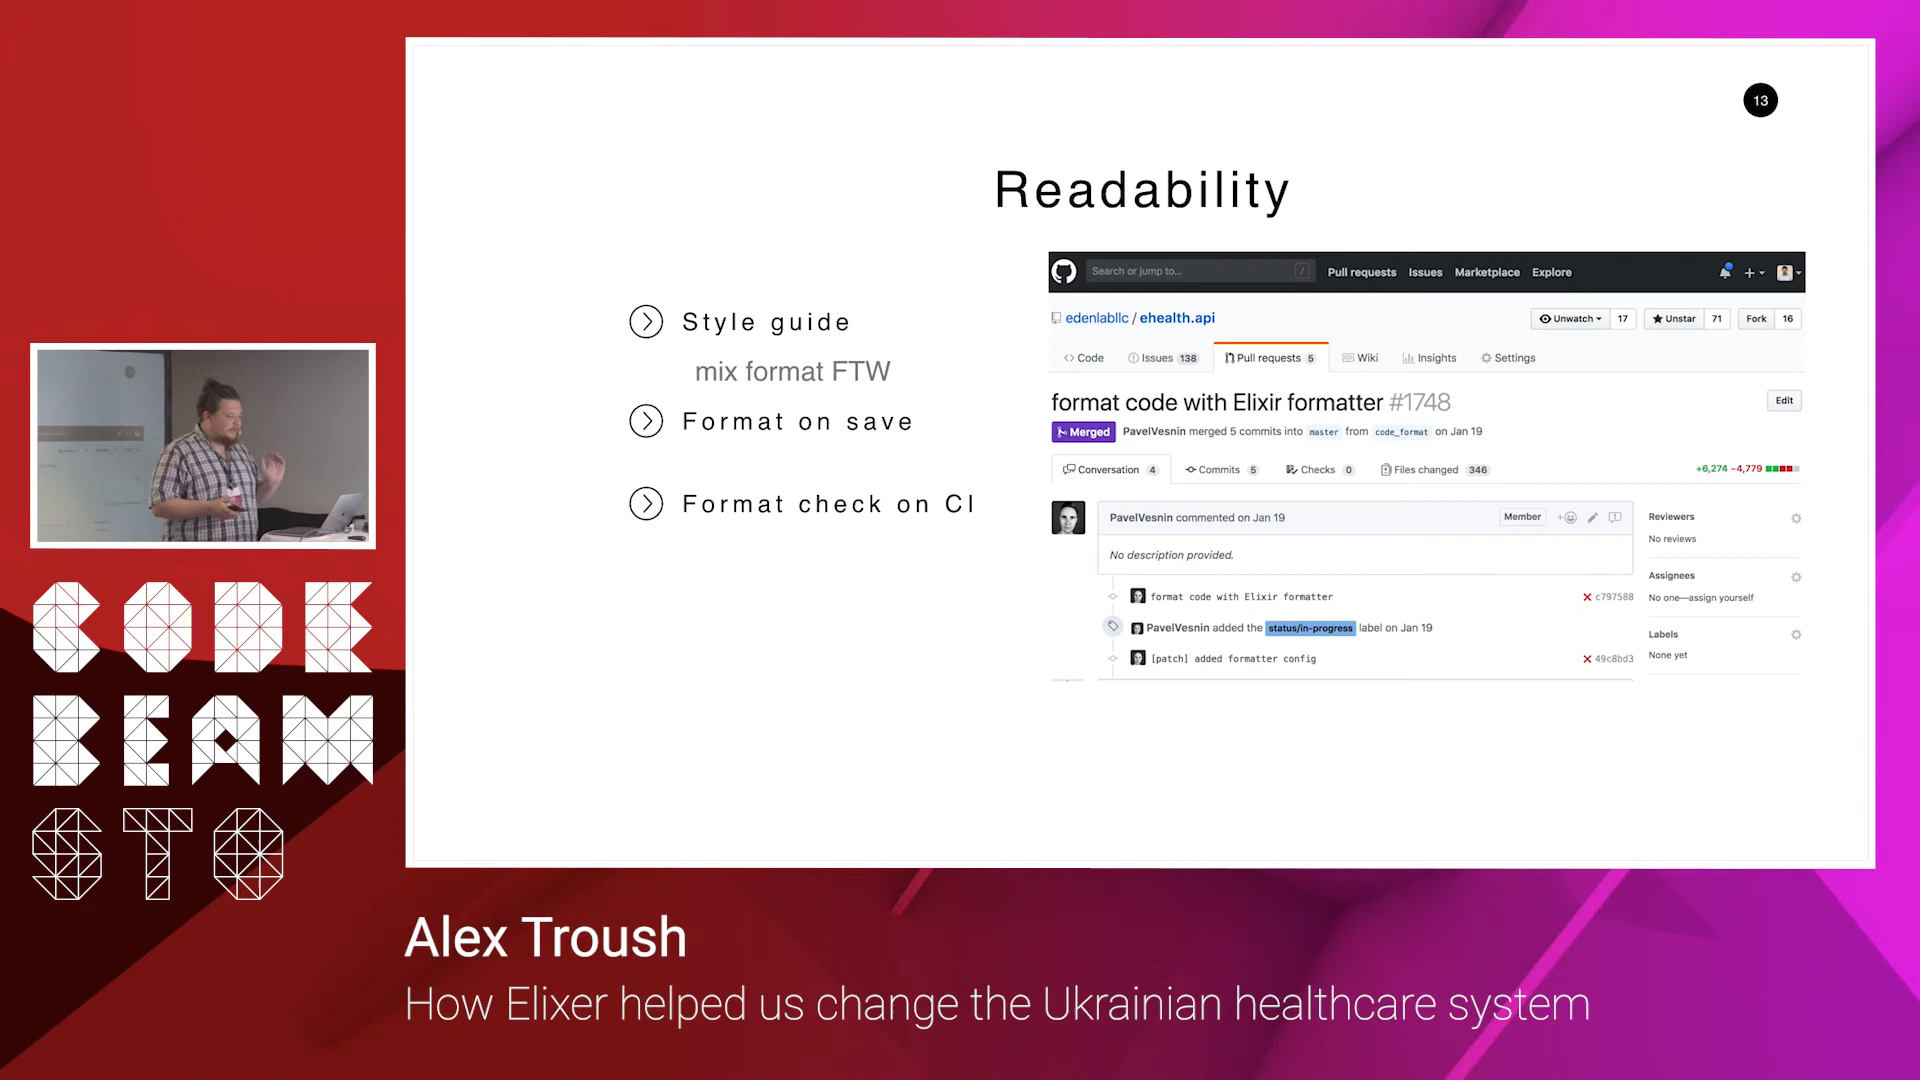 13
Readability
Style guide
mix format FTW
Format on save
Format check on CI
Search or jump to... / Pull requests Issues Marketplace Explore
edenlabllc / ehealth.api Unwatch 17 Unstar 71 Fork 16
Code Issues 138 Pull requests 5 Wiki Insights Settings
format code with Elixir formatter #1748 Edit
Merged PavelVesnin merged 5 commits into master from code_format on Jan 19
Conversation 4 Commits 5 Checks 0 Files changed 346 +6,274 −4,779
PavelVesnin commented on Jan 19 Member
No description provided.
format code with Elixir formatter c797588
PavelVesnin added the status/in-progress label on Jan 19
[patch] added formatter config 49c8bd3
Reviewers
No reviews
Assignees
No one—assign yourself
Labels
None yet
CODE
BEAM
STO
Alex Troush
How Elixer helped us change the Ukrainian healthcare system